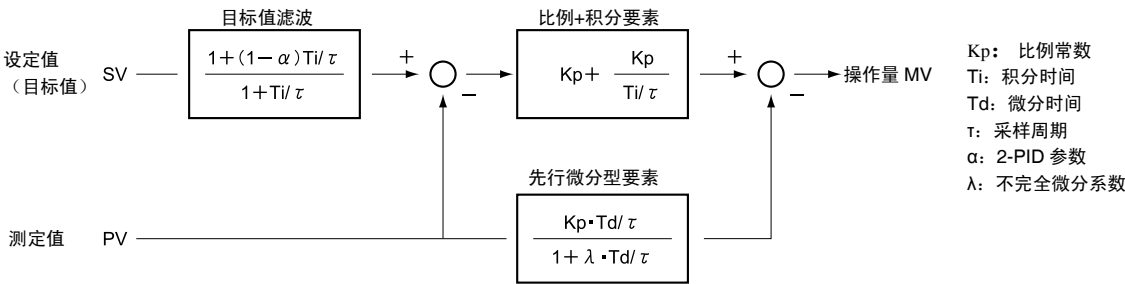 目标值滤波
比例+积分要素
设定值
（目标值）
SV
1+(1-α)Ti/τ
1+Ti/τ
+
−
Kp+ Kp
Ti/τ
+
−
操作量 MV
Kp： 比例常数
Ti：积分时间
Td：微分时间
τ：采样周期
α：2-PID 参数
λ：不完全微分系数
先行微分型要素
测定值
PV
Kp·Td/τ
1+λ·Td/τ